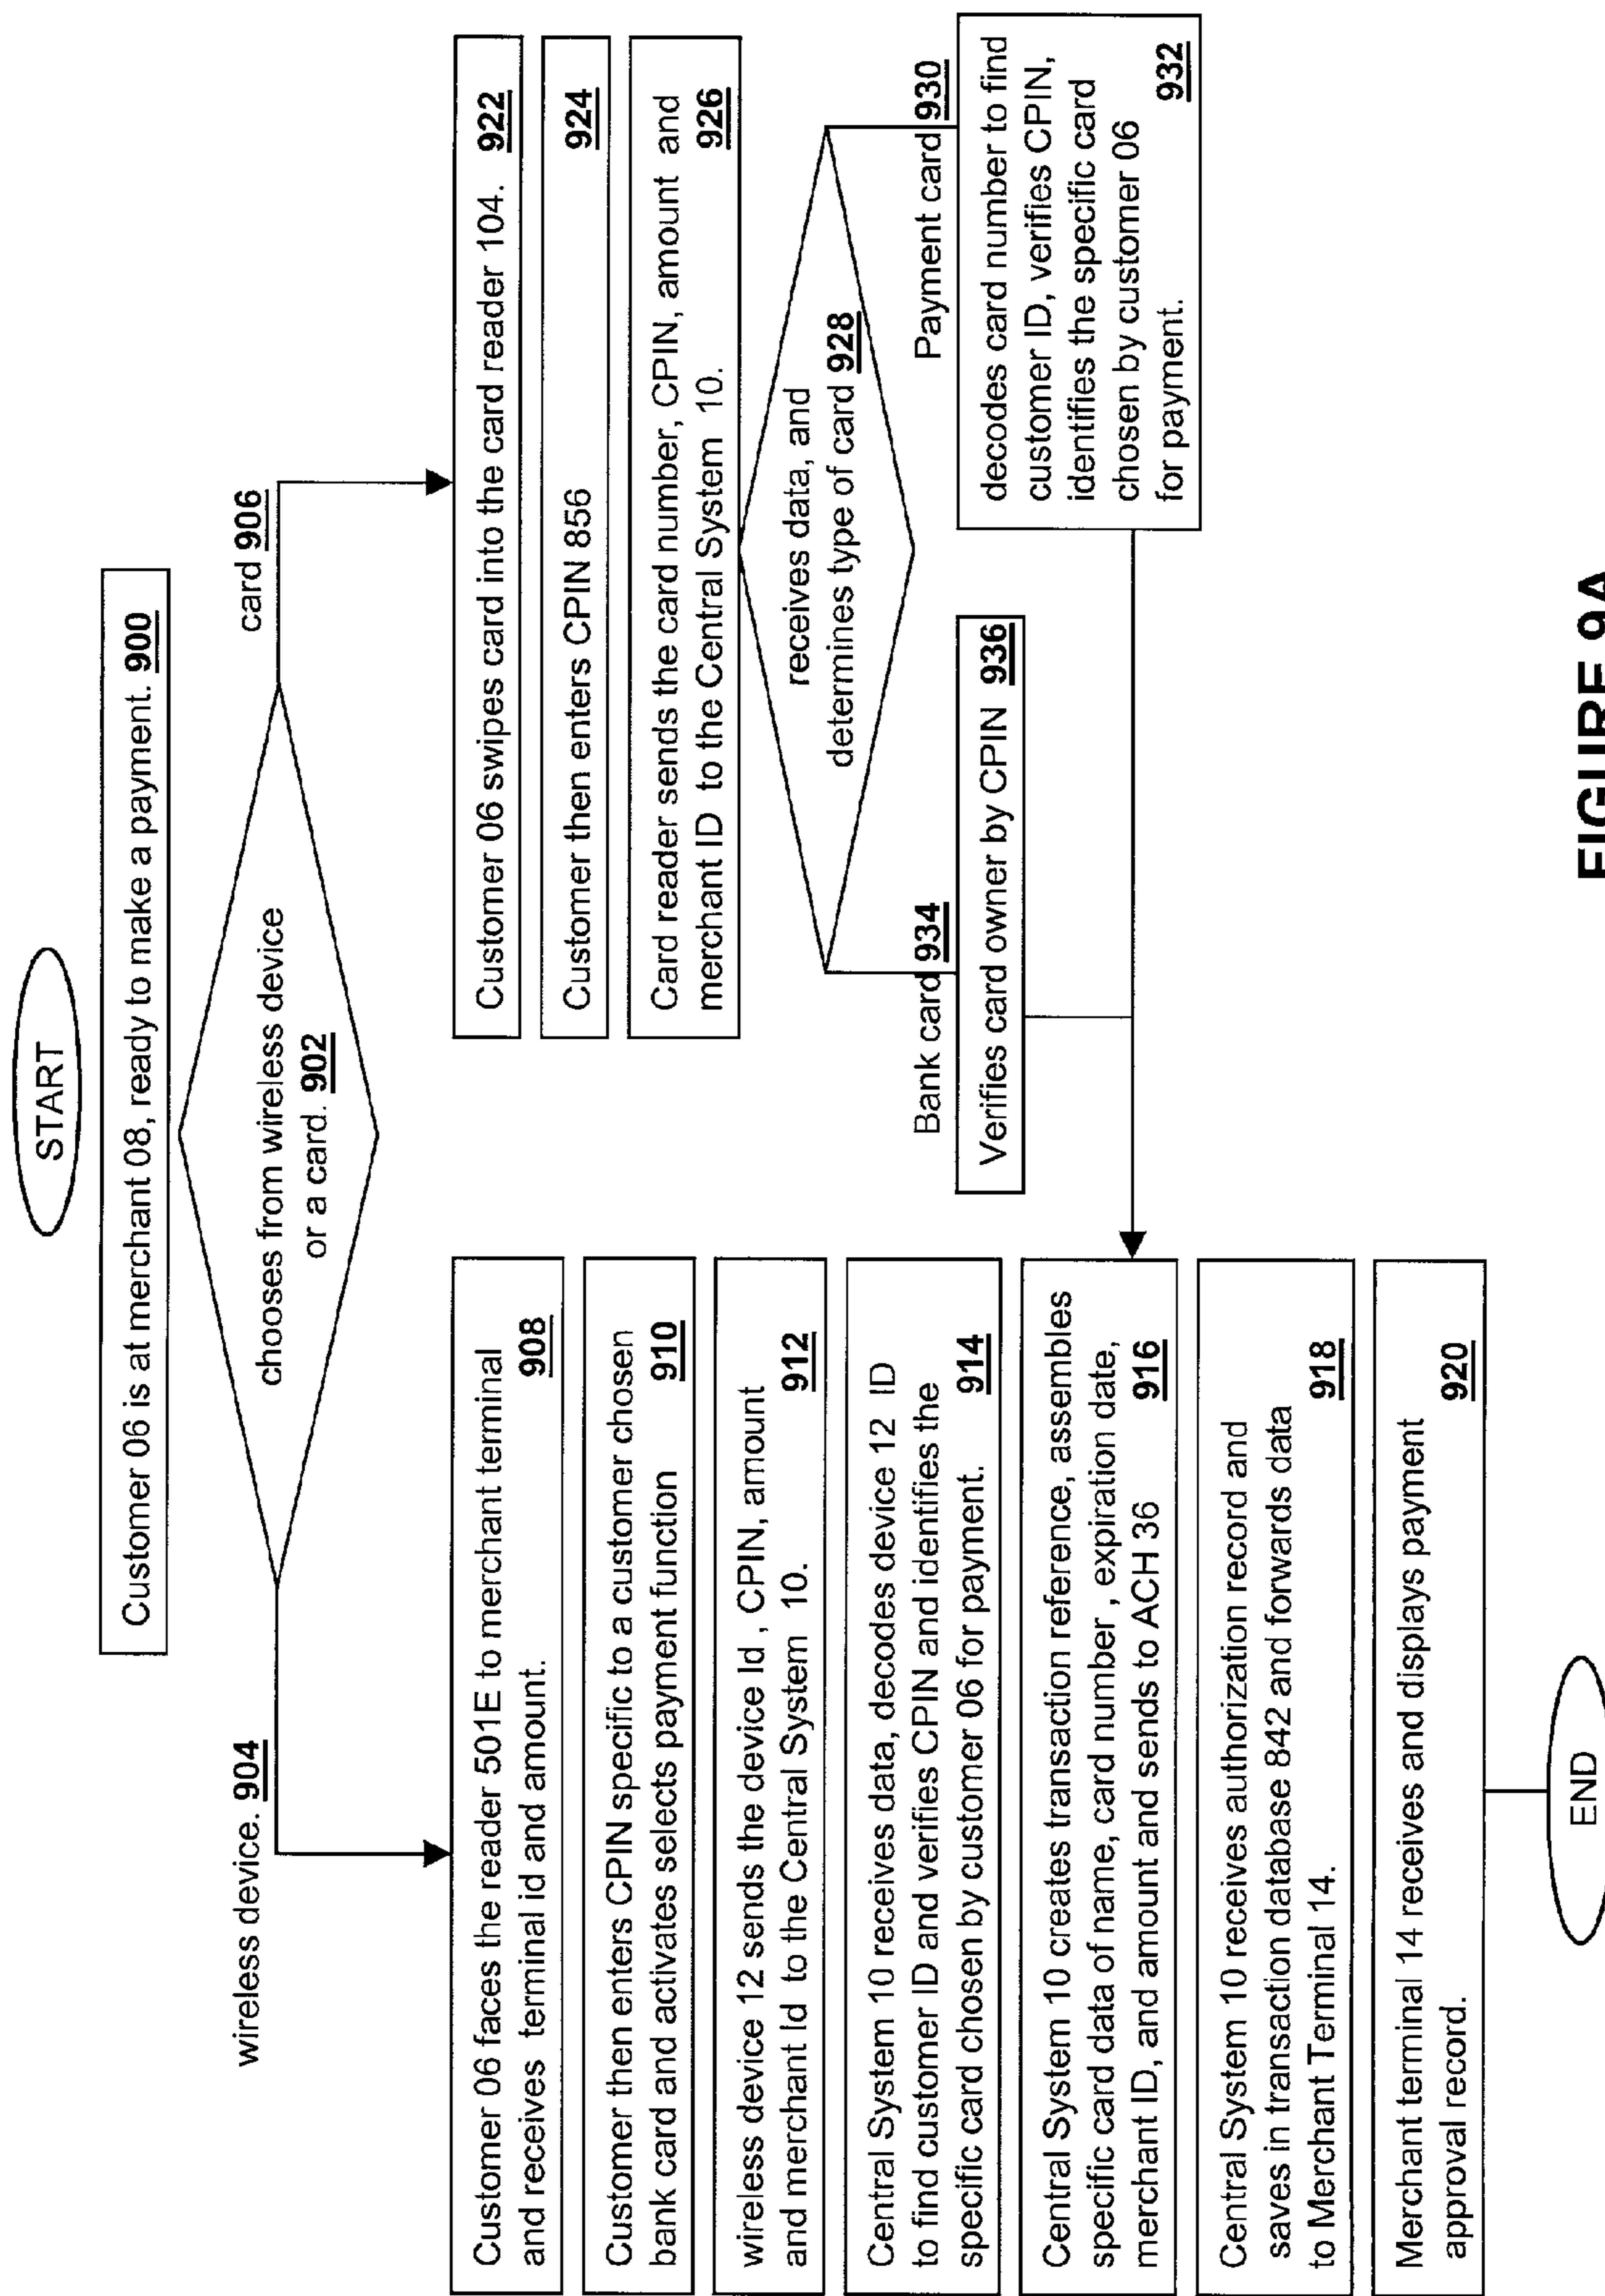 START
Customer 06 is at merchant 08, ready to make a payment. 900
chooses from wireless device
or a card. 902
wireless device. 904
card 906
Customer 06 faces the reader 501E to merchant terminal
and receives terminal id and amount. 908
Customer then enters CPIN specific to a customer chosen
bank card and activates selects payment function 910
wireless device 12 sends the device Id , CPIN, amount
and merchant Id to the Central System 10. 912
Central System 10 receives data, decodes device 12 ID
to find customer ID and verifies CPIN and identifies the
specific card chosen by customer 06 for payment. 914
Central System 10 creates transaction reference, assembles
specific card data of name, card number , expiration date,
merchant ID, and amount and sends to ACH 36 916
Central System 10 receives authorization record and
saves in transaction database 842 and forwards data
to Merchant Terminal 14. 918
Merchant terminal 14 receives and displays payment
approval record. 920
END
Customer 06 swipes card into the card reader 104. 922
Customer then enters CPIN 856 924
Card reader sends the card number, CPIN, amount and
merchant ID to the Central System 10. 926
receives data, and
determines type of card 928
Bank card 934
Verifies card owner by CPIN 936
Payment card 930
decodes card number to find
customer ID, verifies CPIN,
identifies the specific card
chosen by customer 06
for payment. 932
FIGURE 9A